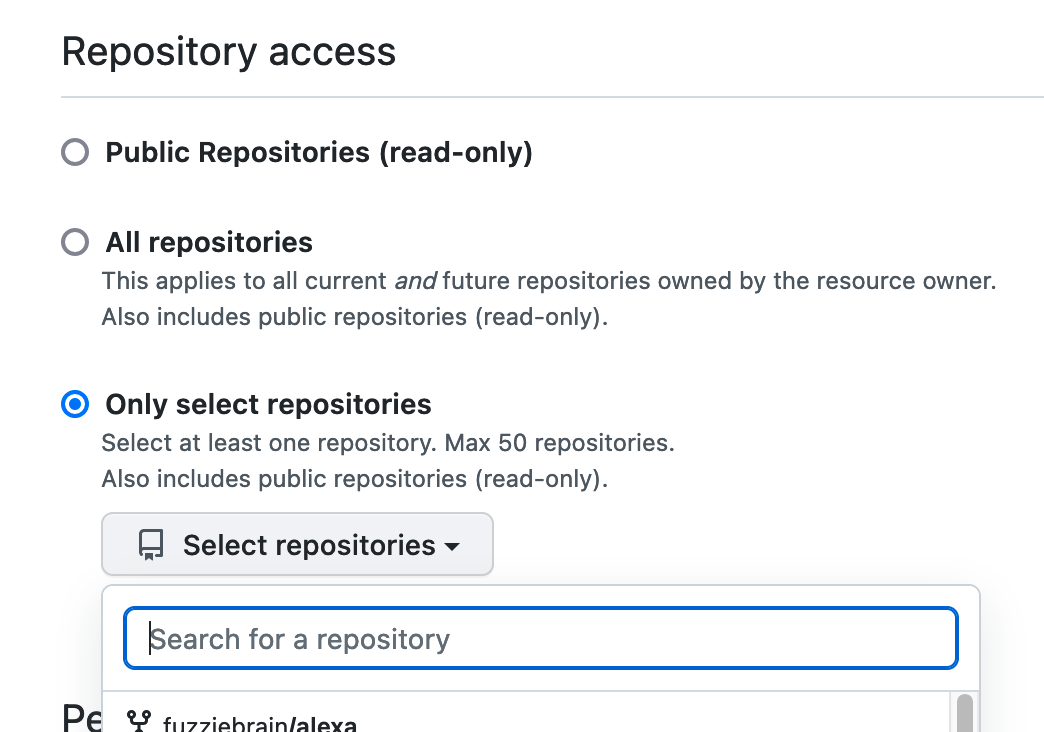 Repository access
Public Repositories (read-only)
All repositories
This applies to all current and future repositories owned by the resource owner.
Also includes public repositories (read-only).
Only select repositories
Select at least one repository. Max 50 repositories.
Also includes public repositories (read-only).
Select repositories
Search for a repository
fuzziebrain/alexa